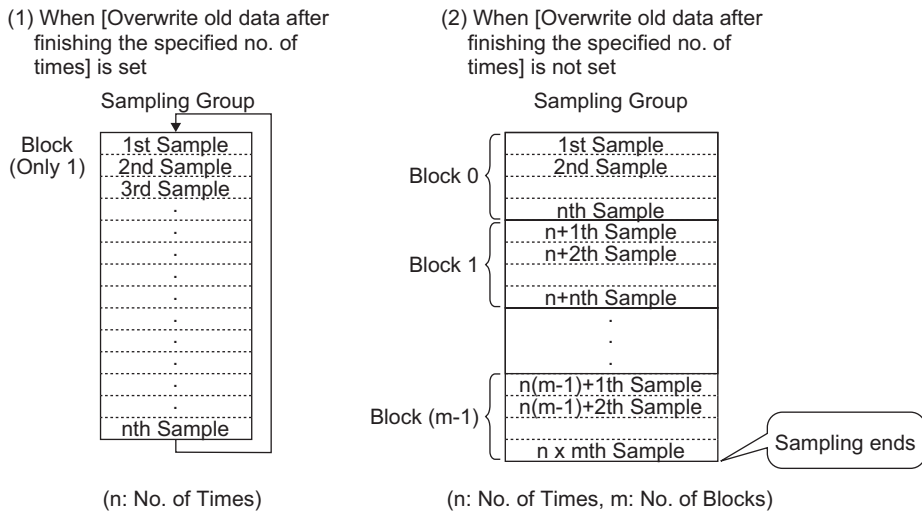 (1) When [Overwrite old data after
finishing the specified no. of
times] is set
Sampling Group
Block
(Only 1)
1st Sample
2nd Sample
3rd Sample
.
.
.
.
.
.
.
.
.
.
nth Sample
(n: No. of Times)
(2) When [Overwrite old data after
finishing the specified no. of
times] is not set
Sampling Group
Block 0
1st Sample
2nd Sample
nth Sample
Block 1
n+1th Sample
n+2th Sample
n+nth Sample
.
.
.
Block (m-1)
n(m-1)+1th Sample
n(m-1)+2th Sample
n x mth Sample
Sampling ends
(n: No. of Times, m: No. of Blocks)